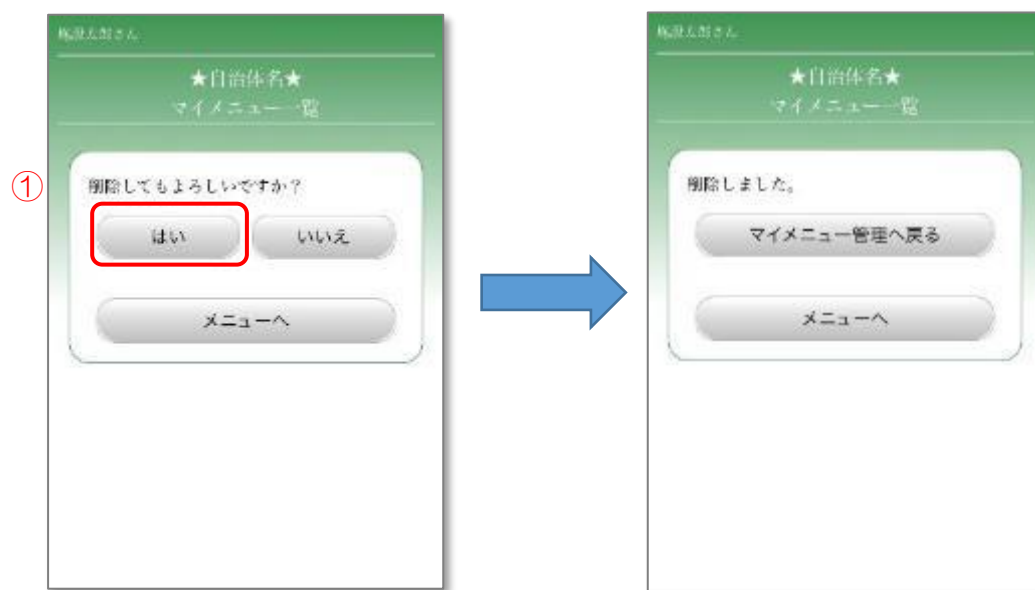 施設太郎さん
★自治体名★
マイメニュー一覧
①
削除してもよろしいですか？
はい
いいえ
メニューへ
施設太郎さん
★自治体名★
マイメニュー一覧
削除しました。
マイメニュー管理へ戻る
メニューへ